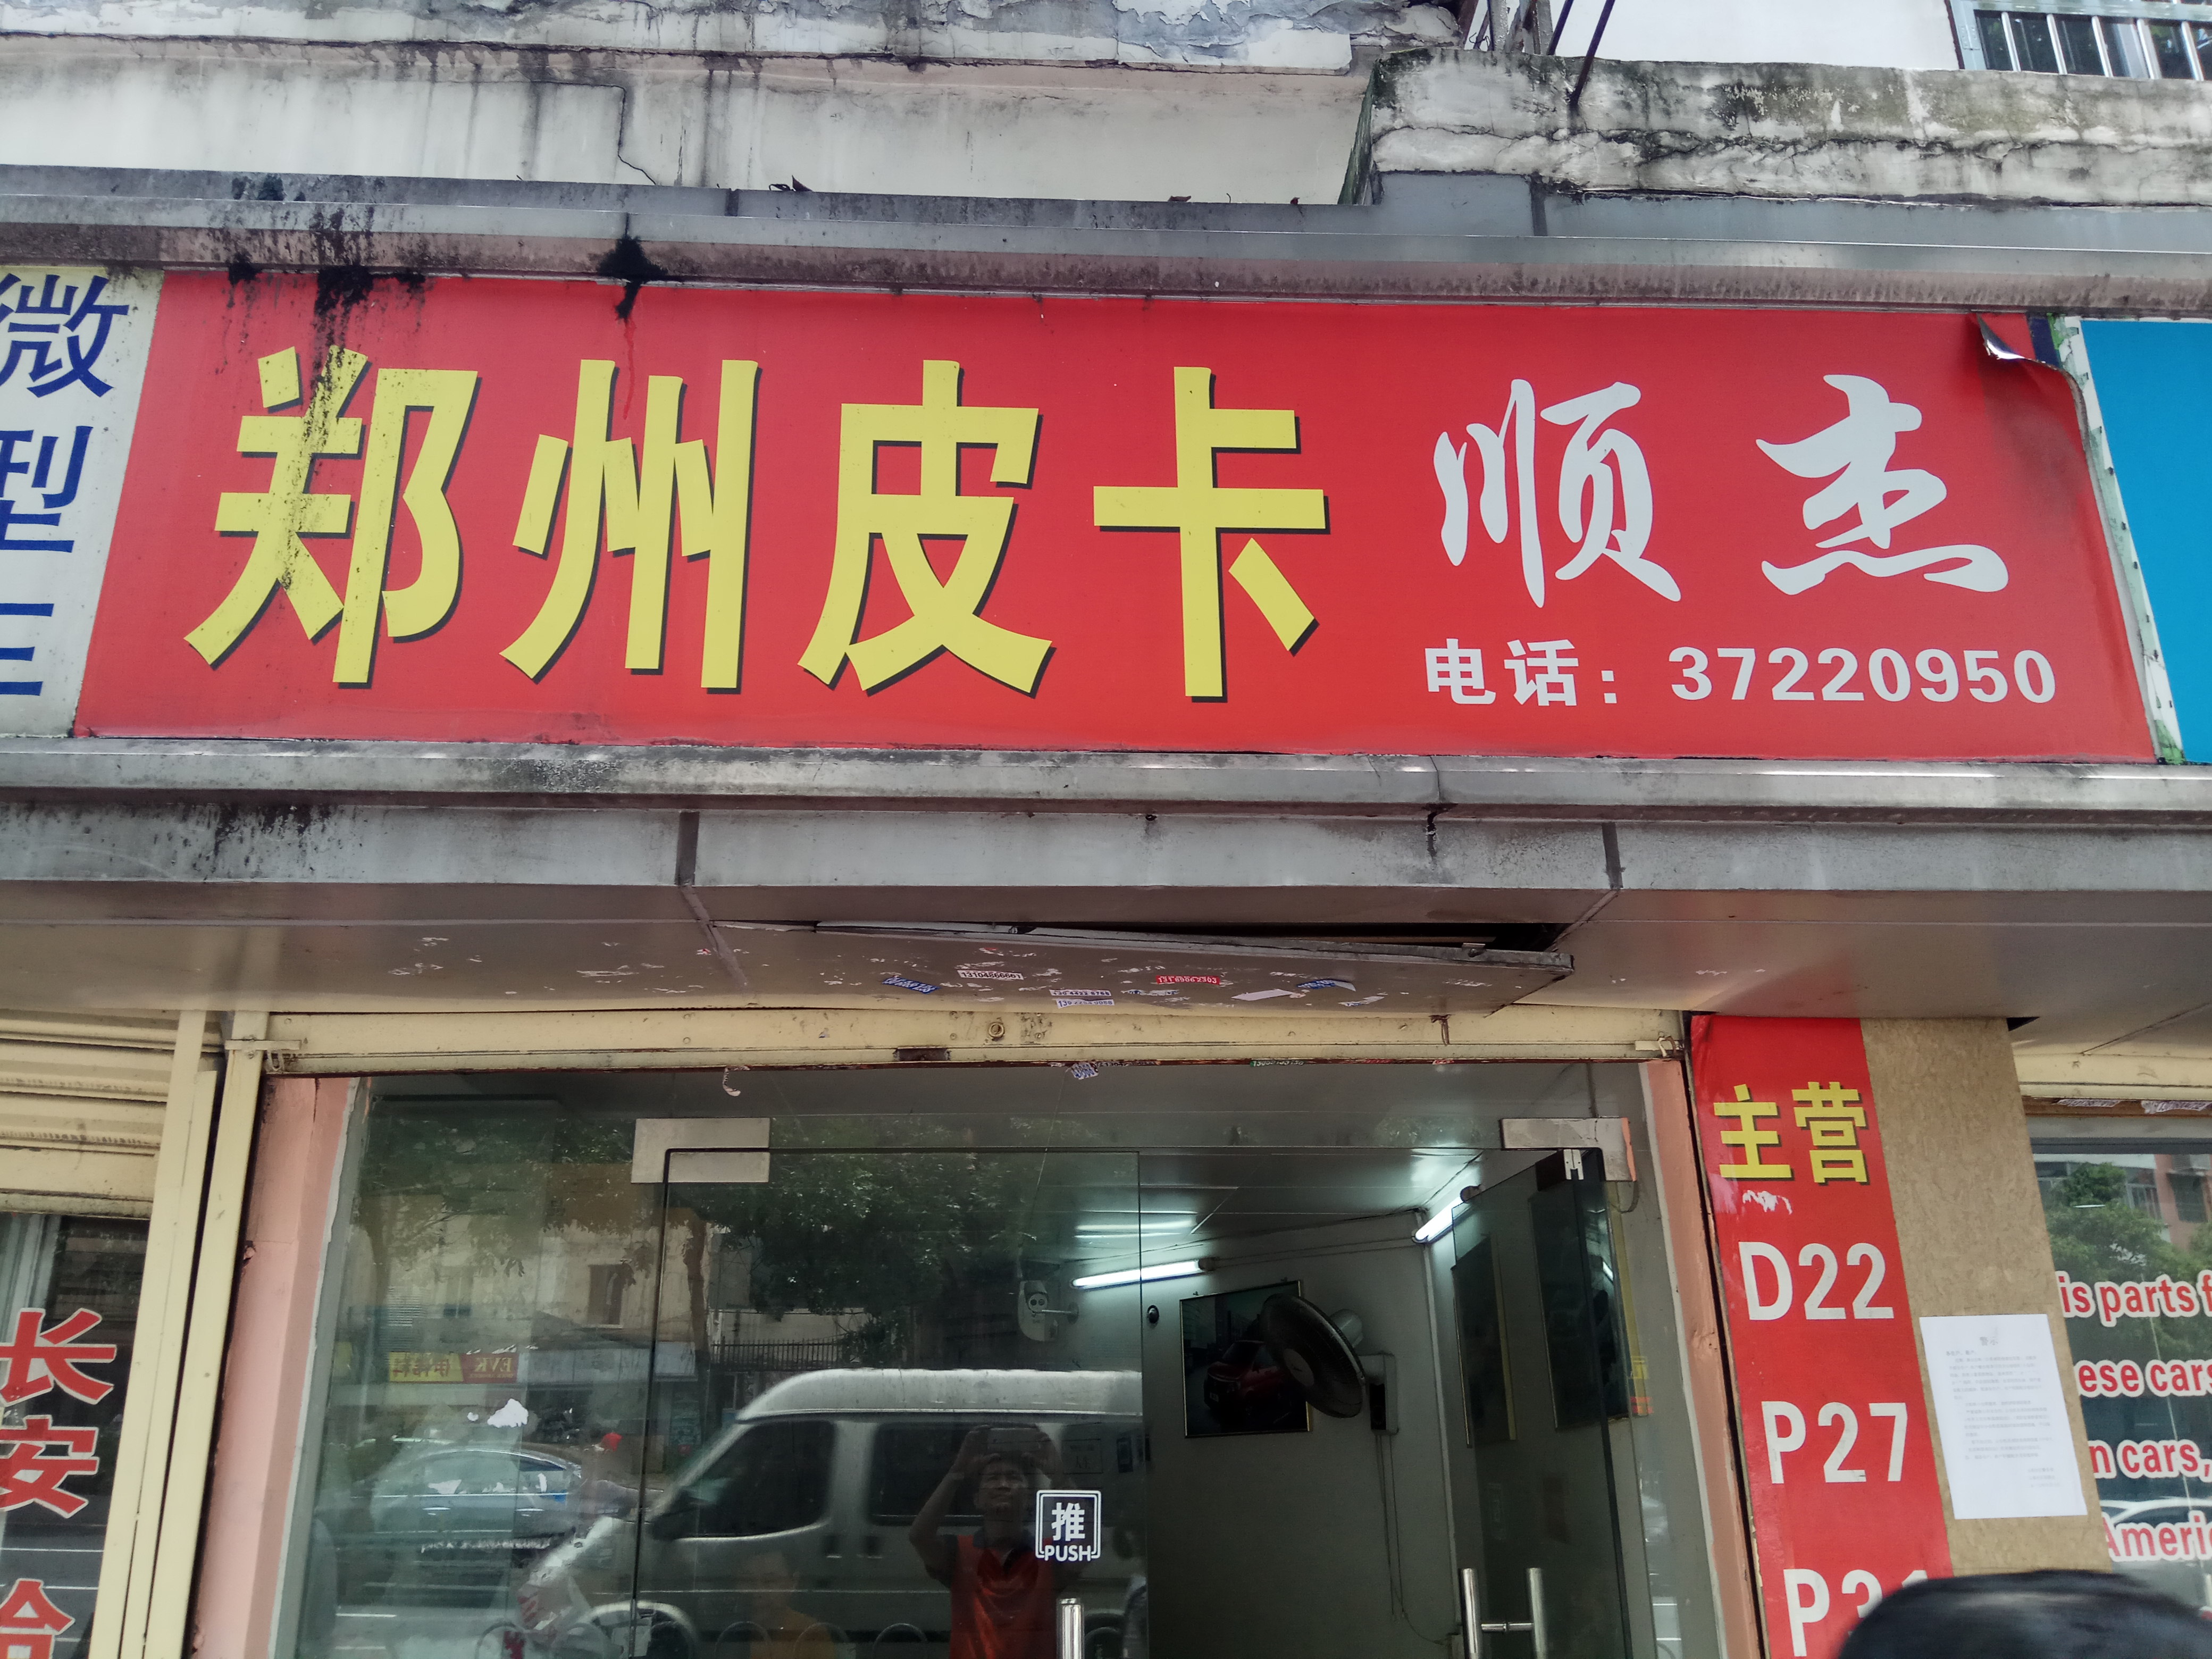 微型
郑州皮卡 顺杰
电话：37220950
主营
D22
P27
长安
推
PUSH
is parts f
ese cars
n cars,
Ameri